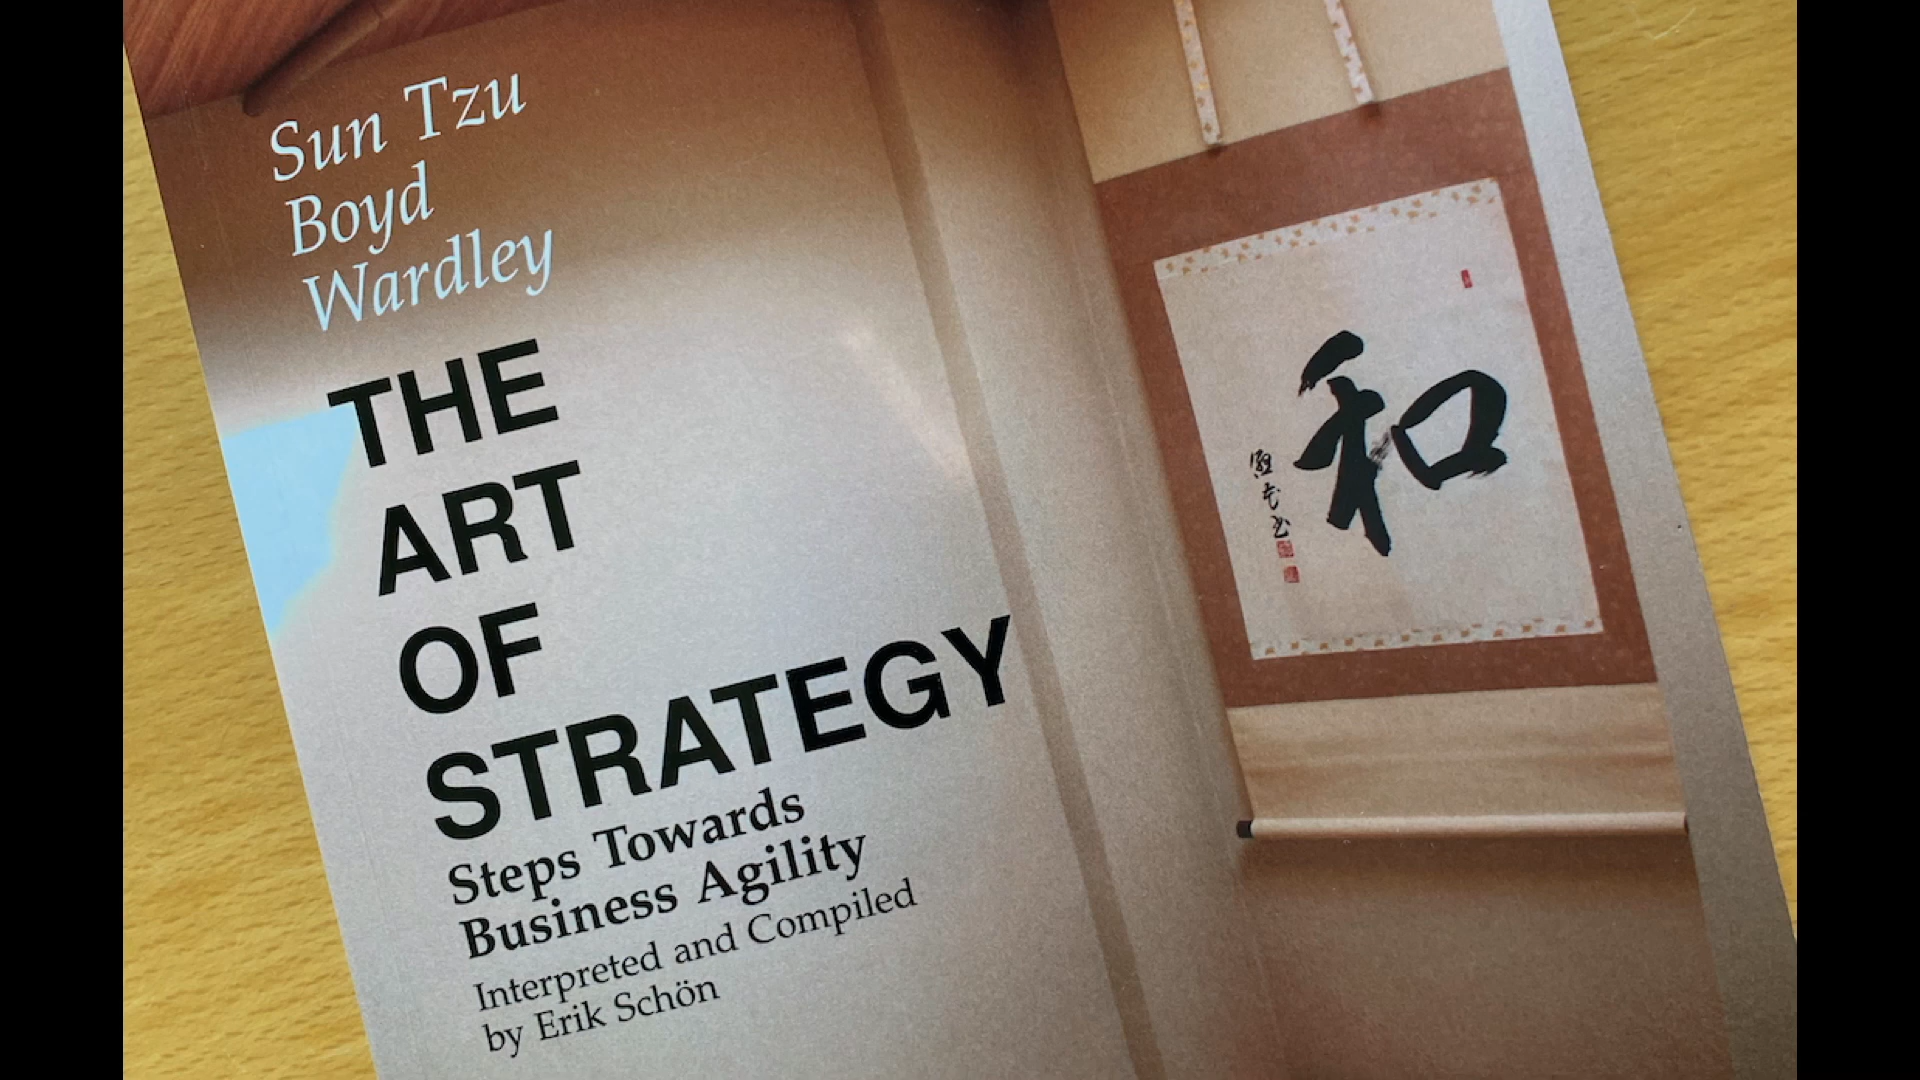 Sun Tzu
Boyd
Wardley
THE
ART
OF
STRATEGY
Steps Towards
Business Agility
Interpreted and Compiled
by Erik Schön
和